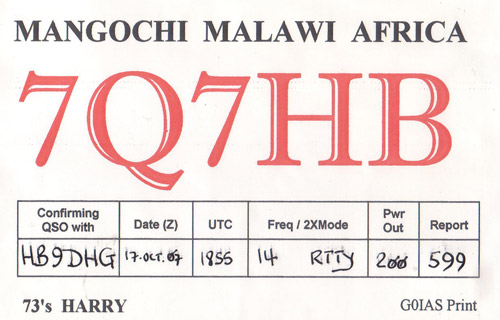 MANGOCHI MALAWI AFRICA
7Q7HB
Confirming QSO with Date (Z) UTC Freq / 2XMode Pwr Out Report
HB9DHG 17.OCT.07 1855 14 RTTY 200 599
73's HARRY G0IAS Print